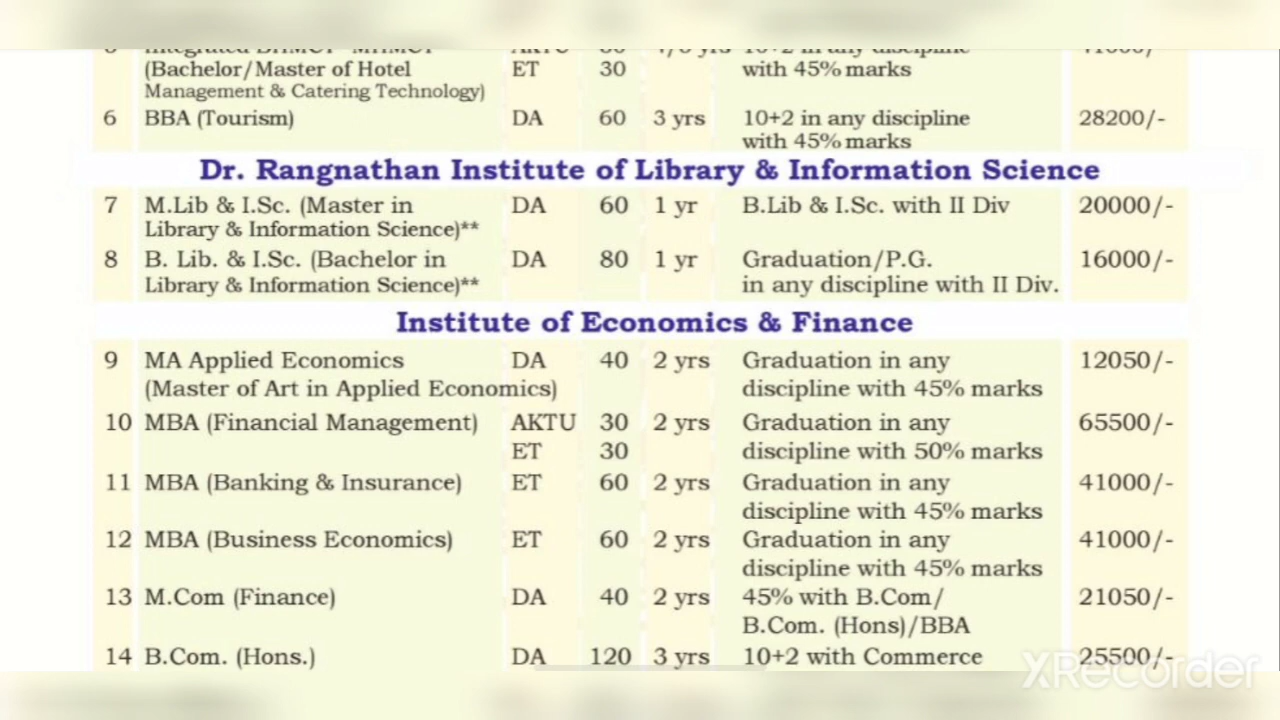 (Bachelor/Master of Hotel ET 30 with 45% marks
Management & Catering Technology)
6 BBA (Tourism) DA 60 3 yrs 10+2 in any discipline 28200/-
with 45% marks
Dr. Rangnathan Institute of Library & Information Science
7 M.Lib & I.Sc. (Master in DA 60 1 yr B.Lib & I.Sc. with II Div 20000/-
Library & Information Science)**
8 B. Lib. & I.Sc. (Bachelor in DA 80 1 yr Graduation/P.G. 16000/-
Library & Information Science)** in any discipline with II Div.
Institute of Economics & Finance
9 MA Applied Economics DA 40 2 yrs Graduation in any 12050/-
(Master of Art in Applied Economics) discipline with 45% marks
10 MBA (Financial Management) AKTU 30 2 yrs Graduation in any 65500/-
ET 30 discipline with 50% marks
11 MBA (Banking & Insurance) ET 60 2 yrs Graduation in any 41000/-
discipline with 45% marks
12 MBA (Business Economics) ET 60 2 yrs Graduation in any 41000/-
discipline with 45% marks
13 M.Com (Finance) DA 40 2 yrs 45% with B.Com/ 21050/-
B.Com. (Hons)/BBA
14 B.Com. (Hons.) DA 120 3 yrs 10+2 with Commerce 25500/-
XRecorder